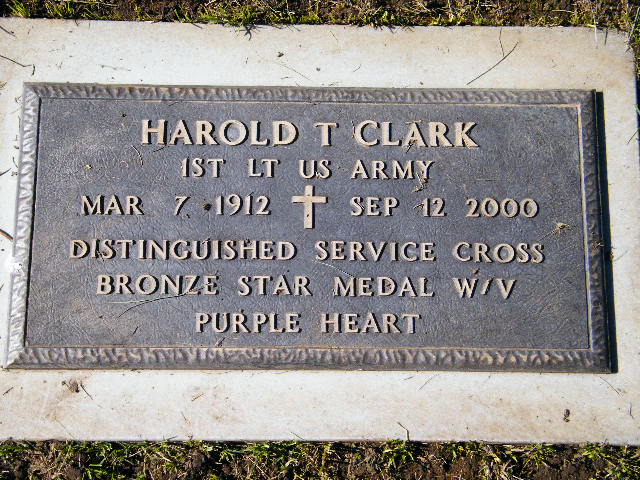 HAROLD T CLARK
1ST LT US ARMY
MAR 7 1912 SEP 12 2000
DISTINGUISHED SERVICE CROSS
BRONZE STAR MEDAL W/V
PURPLE HEART